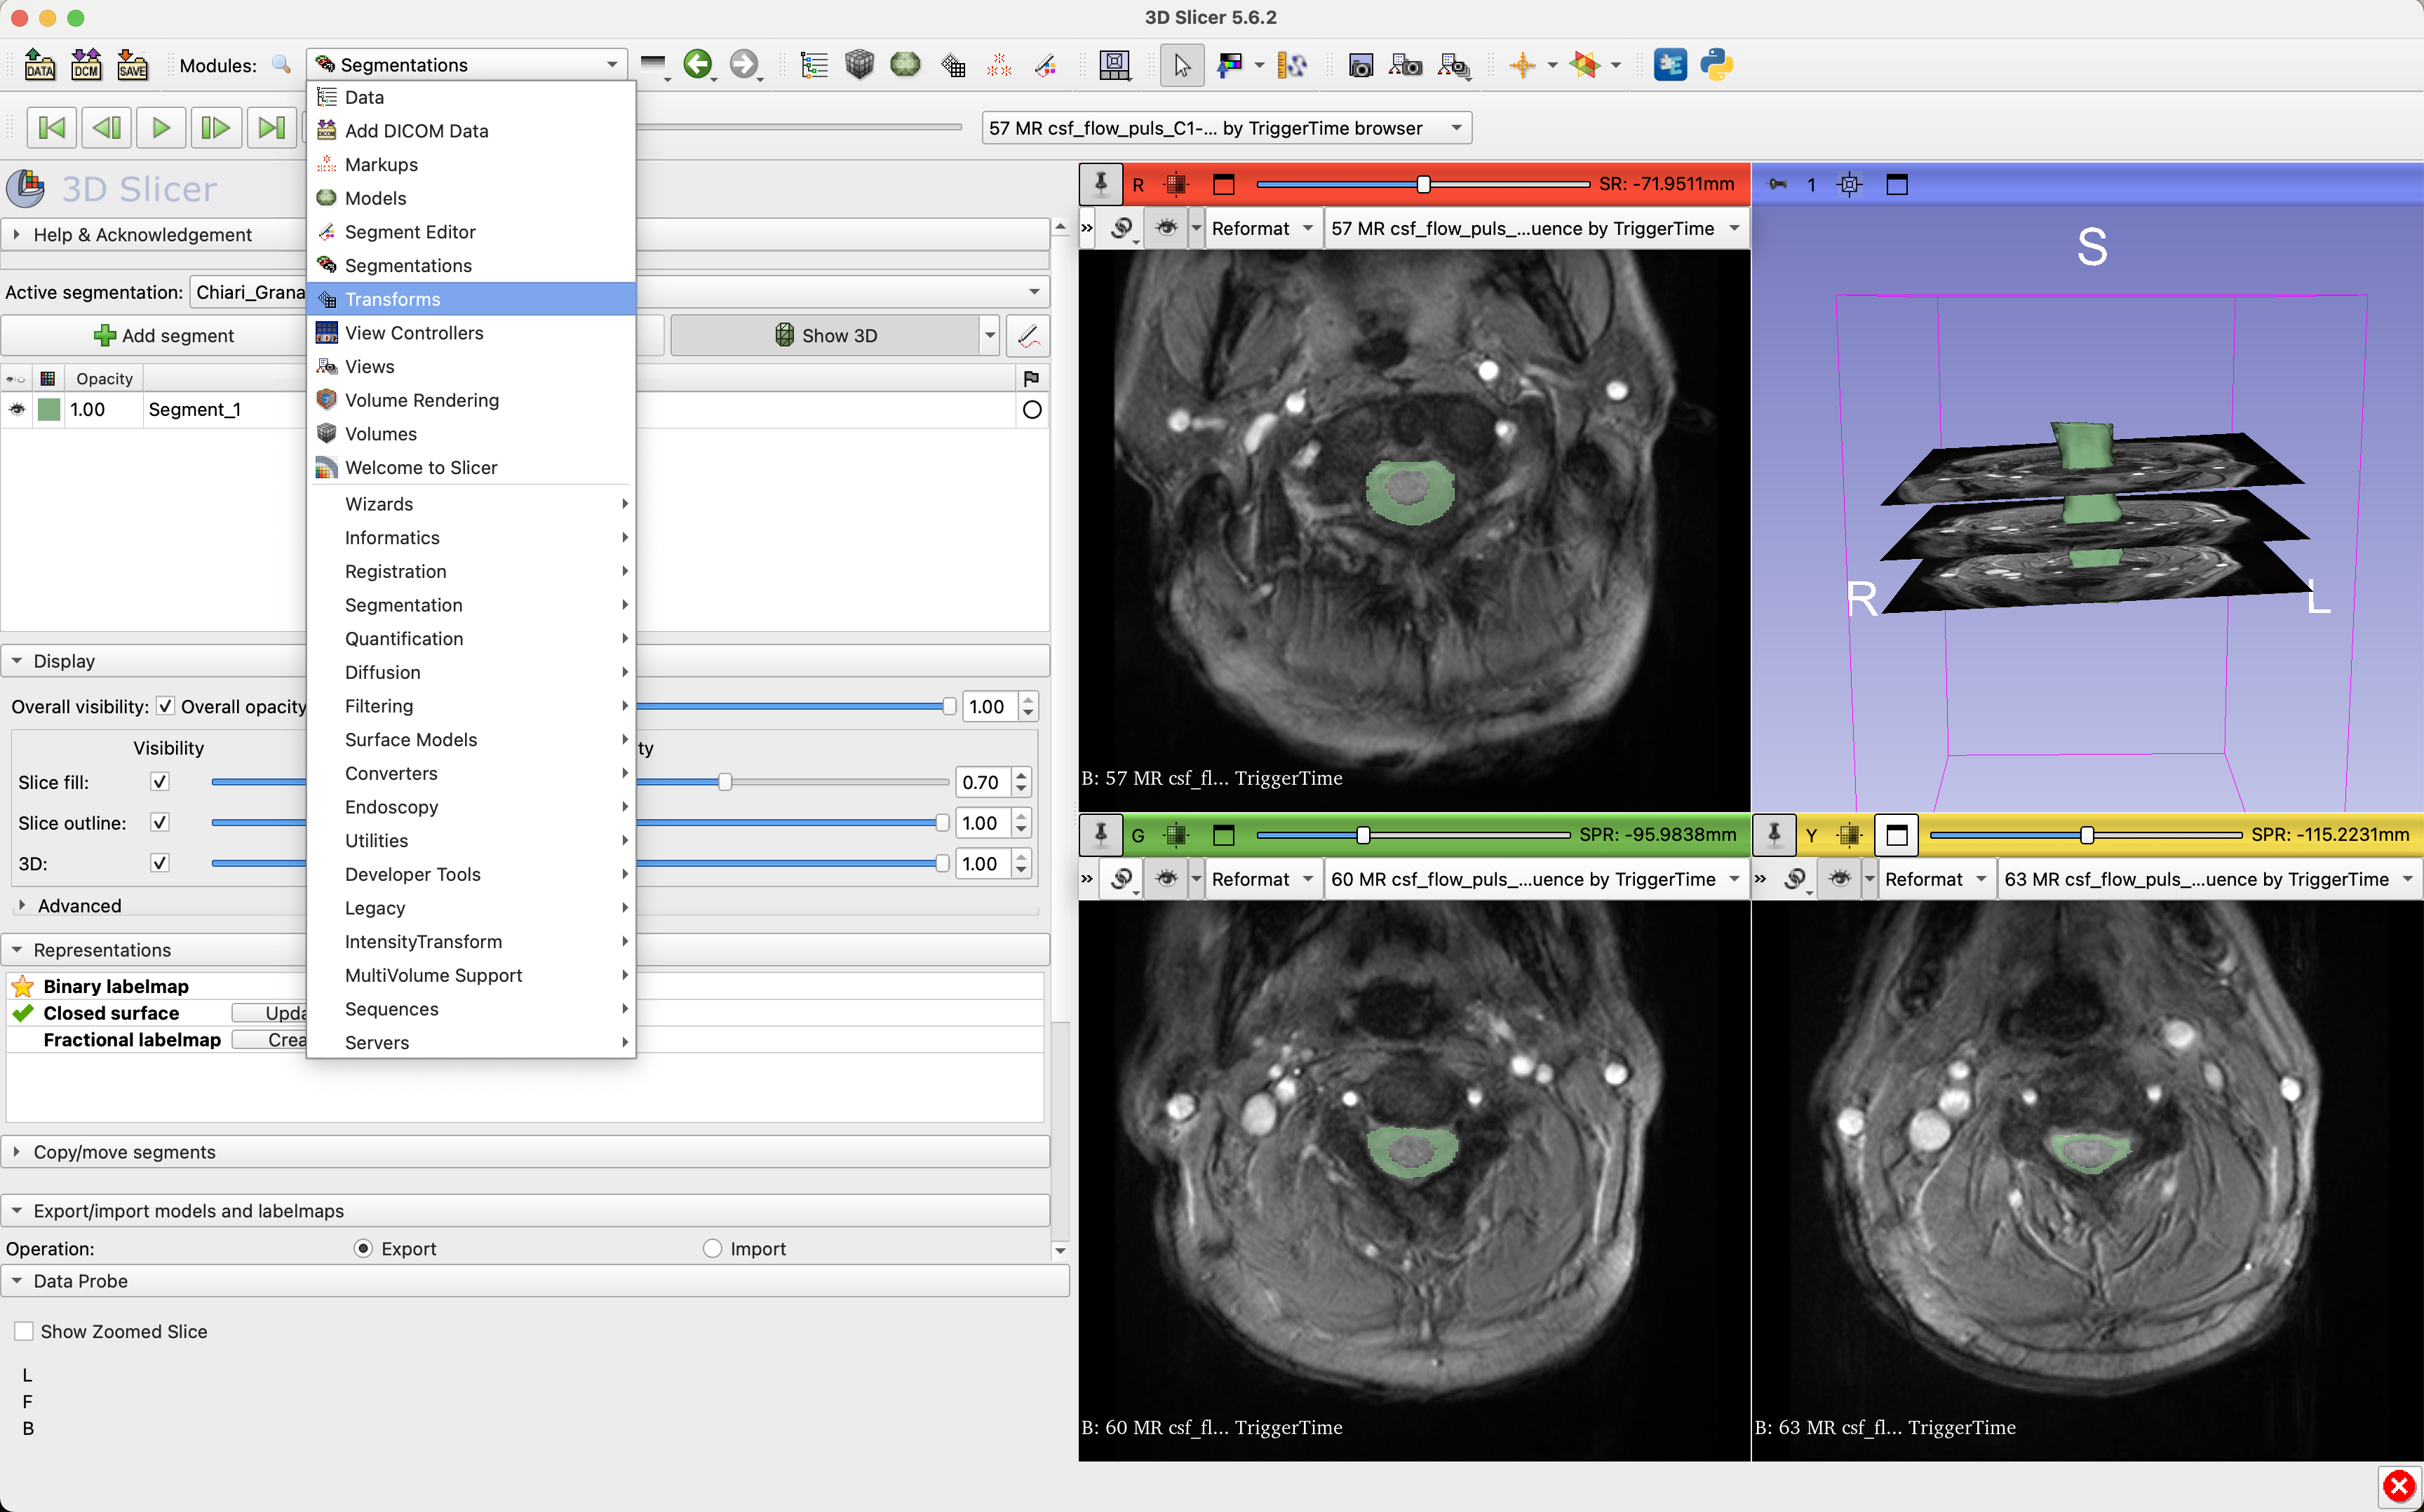 3D Slicer 5.6.2
DATA
DCM
SAVE
Modules:
Segmentations
57 MR csf_flow_puls_C1-... by TriggerTime browser
3D Slicer
Help & Acknowledgement
Active segmentation:
Chiari_Grana
Add segment
Show 3D
Opacity
1.00
Segment_1
Data
Add DICOM Data
Markups
Models
Segment Editor
Segmentations
Transforms
View Controllers
Views
Volume Rendering
Volumes
Welcome to Slicer
Wizards
Informatics
Registration
Segmentation
Quantification
Diffusion
Filtering
Surface Models
Converters
Endoscopy
Utilities
Developer Tools
Legacy
IntensityTransform
MultiVolume Support
Sequences
Servers
Display
Overall visibility:
Overall opacity
1.00
Visibility
ty
Slice fill:
0.70
Slice outline:
1.00
3D:
1.00
Advanced
Representations
Binary labelmap
Closed surface
Upda
Fractional labelmap
Crea
Copy/move segments
Export/import models and labelmaps
Operation:
Export
Import
Data Probe
Show Zoomed Slice
L
F
B
R
SR: -71.9511mm
Reformat
57 MR csf_flow_puls_...uence by TriggerTime
B: 57 MR csf_fl... TriggerTime
1
S
R
L
G
SPR: -95.9838mm
Reformat
60 MR csf_flow_puls_...uence by TriggerTime
B: 60 MR csf_fl... TriggerTime
Y
SPR: -115.2231mm
Reformat
63 MR csf_flow_puls_...uence by TriggerTime
B: 63 MR csf_fl... TriggerTime